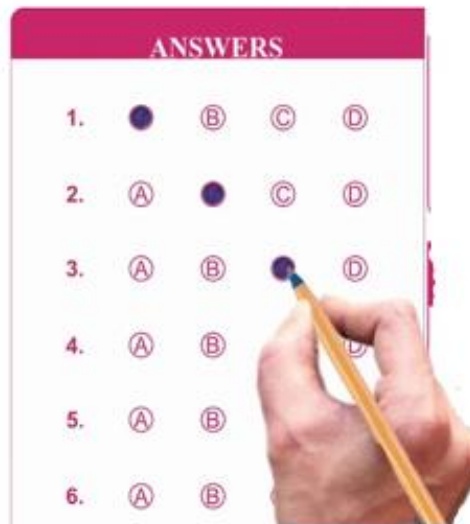 ANSWERS
1. Ⓑ Ⓒ Ⓓ
2. Ⓐ Ⓒ Ⓓ
3. Ⓐ Ⓑ Ⓓ
4. Ⓐ Ⓑ Ⓓ
5. Ⓐ Ⓑ
6. Ⓐ Ⓑ